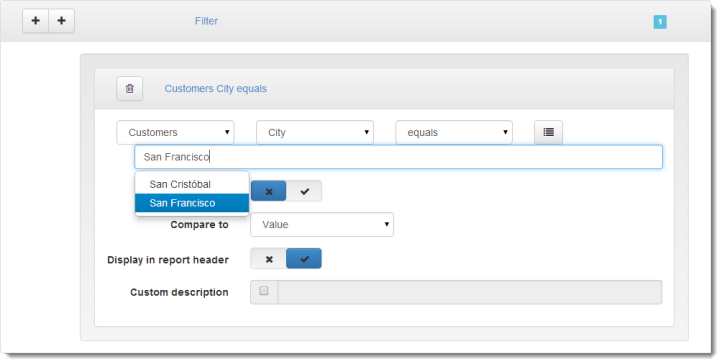 Filter 1
Customers City equals
Customers City equals
San Francisco
San Cristóbal
San Francisco
Compare to Value
Display in report header
Custom description